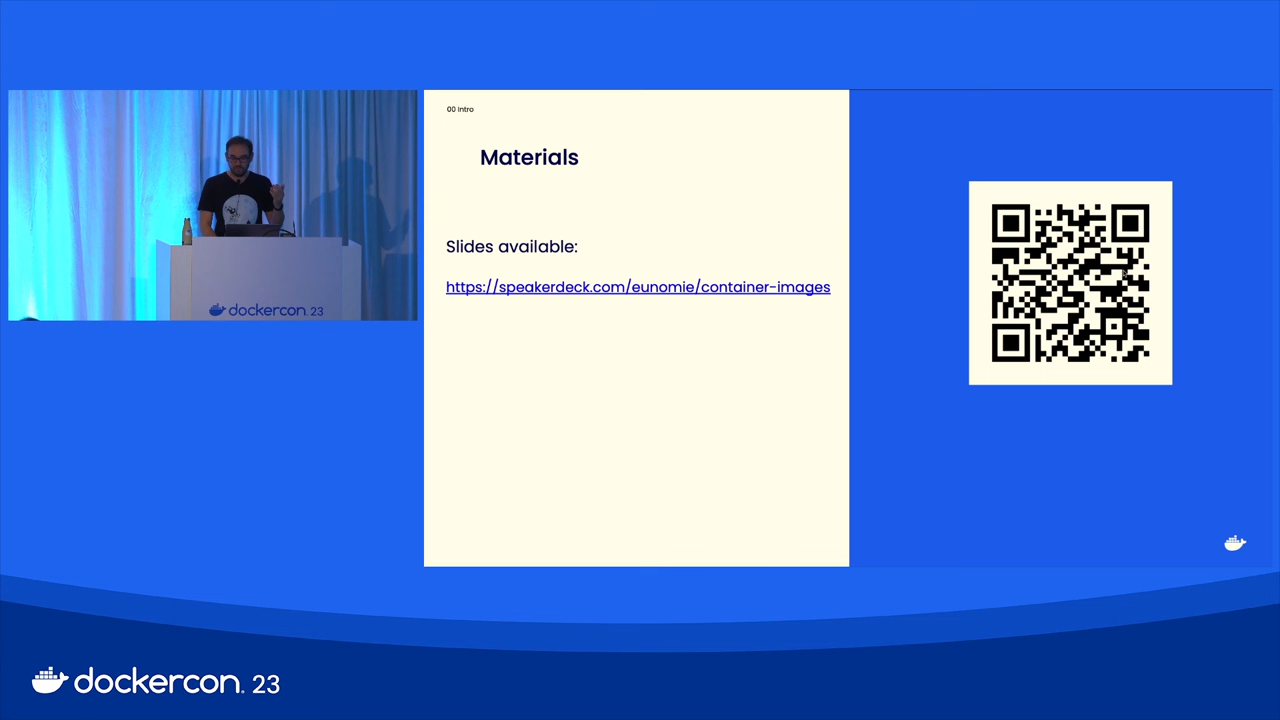 00 Intro
Materials
Slides available:
https://speakerdeck.com/eunomie/container-images
dockercon. 23
dockercon. 23